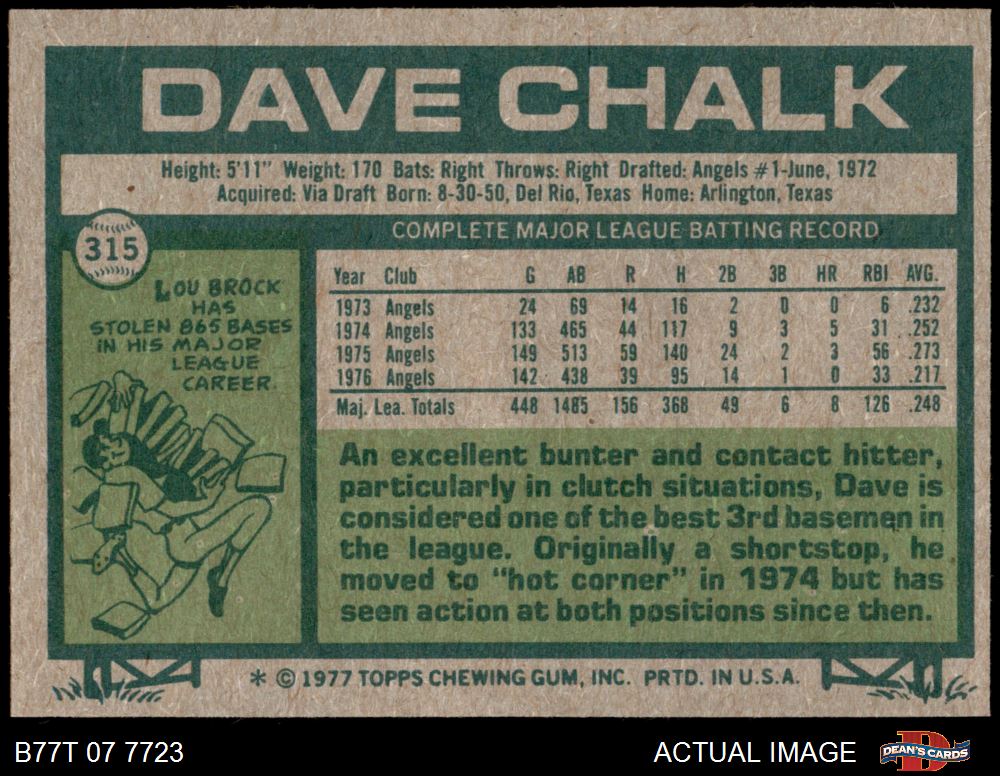 DAVE CHALK
Height: 5'11" Weight: 170 Bats: Right Throws: Right Drafted: Angels #1-June, 1972
Acquired: Via Draft Born: 8-30-50, Del Rio, Texas Home: Arlington, Texas
315
LOU BROCK
HAS
STOLEN 865 BASES
IN HIS MAJOR
LEAGUE
CAREER.
COMPLETE MAJOR LEAGUE BATTING RECORD
Year Club G AB R H 2B 3B HR RBI AVG.
1973 Angels 24 69 14 16 2 0 0 6 .232
1974 Angels 133 465 44 117 9 3 5 31 .252
1975 Angels 149 513 59 140 24 2 3 56 .273
1976 Angels 142 438 39 95 14 1 0 33 .217
Maj. Lea. Totals 448 1485 156 368 49 6 8 126 .248
An excellent bunter and contact hitter,
particularly in clutch situations, Dave is
considered one of the best 3rd basemen in
the league. Originally a shortstop, he
moved to "hot corner" in 1974 but has
seen action at both positions since then.
* © 1977 TOPPS CHEWING GUM, INC. PRTD. IN U.S.A.
B77T 07 7723
ACTUAL IMAGE
D
DEAN'S CARDS